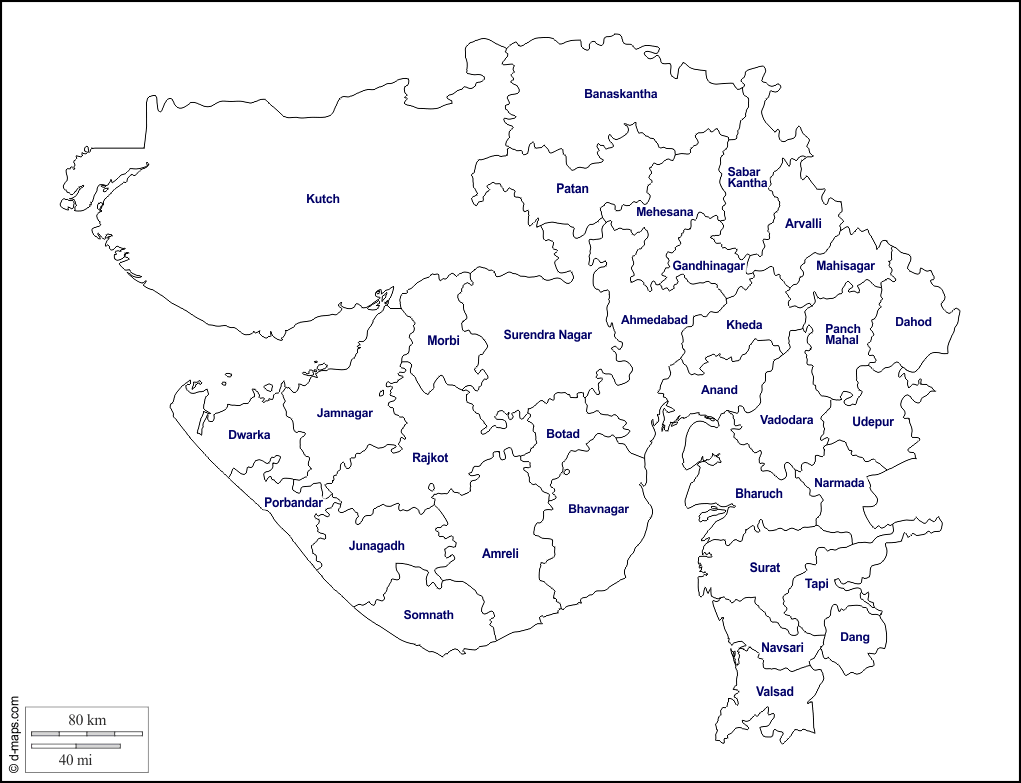 Banaskantha
Sabar
Kantha
Patan
Kutch
Mehesana
Arvalli
Gandhinagar
Mahisagar
Ahmedabad
Kheda
Dahod
Panch
Mahal
Surendra Nagar
Morbi
Anand
Jamnagar
Vadodara
Udepur
Dwarka
Botad
Rajkot
Narmada
Bharuch
Porbandar
Bhavnagar
Junagadh
Amreli
Surat
Tapi
Somnath
Dang
Navsari
Valsad
80 km
40 mi
© d-maps.com